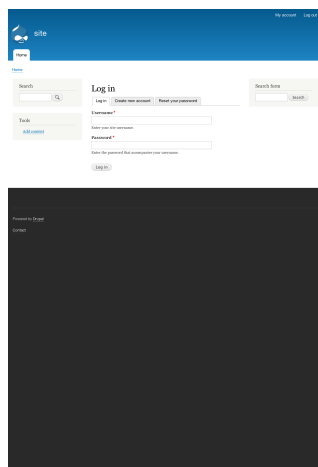 My account Log out
site
Home
Home
Search
Tools
Add content
Log in
Log in Create new account Reset your password
Username *
Enter your site username.
Password *
Enter the password that accompanies your username.
Log in
Search form
Search
Powered by Drupal
Contact